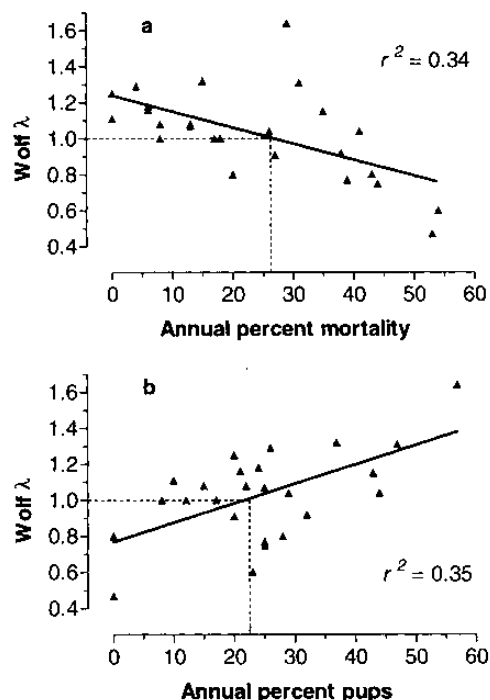 a
r² = 0.34
Wolf λ
1.6
1.4
1.2
1.0
0.8
0.6
0.4
0 10 20 30 40 50 60
Annual percent mortality
b
r² = 0.35
Wolf λ
1.6
1.4
1.2
1.0
0.8
0.6
0.4
0 10 20 30 40 50 60
Annual percent pups